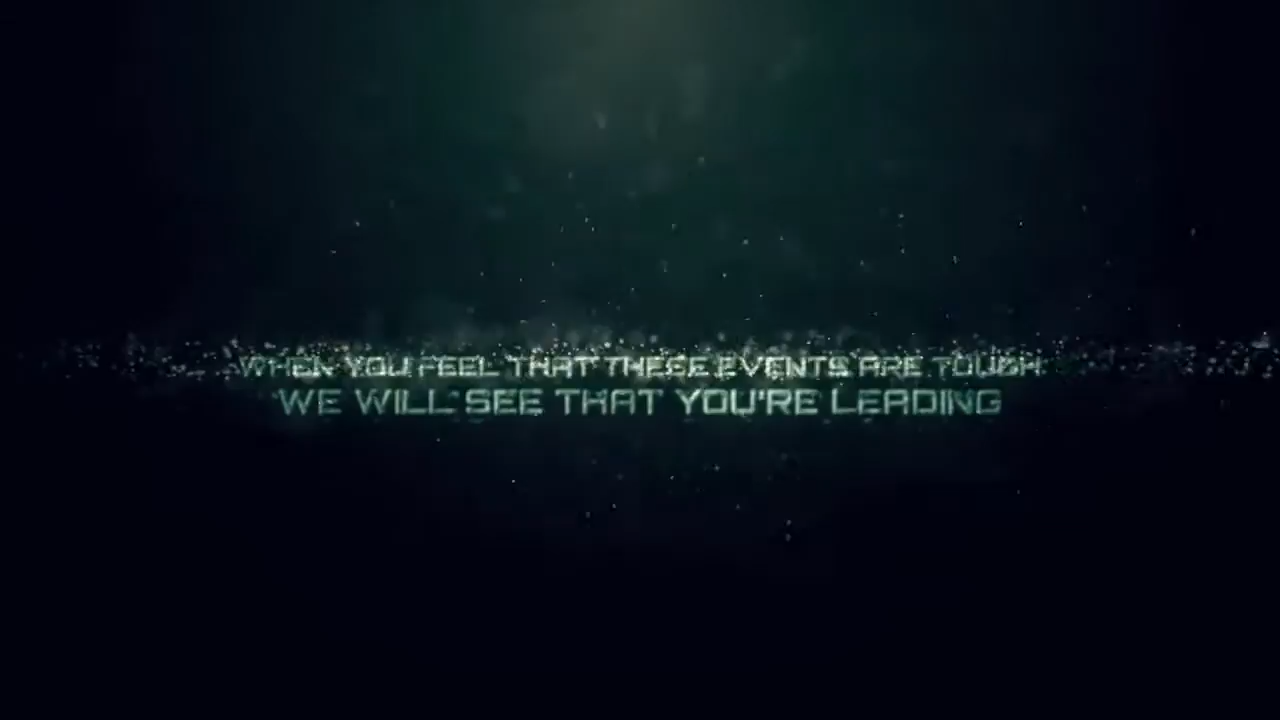 WHEN YOU FEEL THAT THESE EVENTS ARE TOUGH
WE WILL SEE THAT YOU'RE LEADING